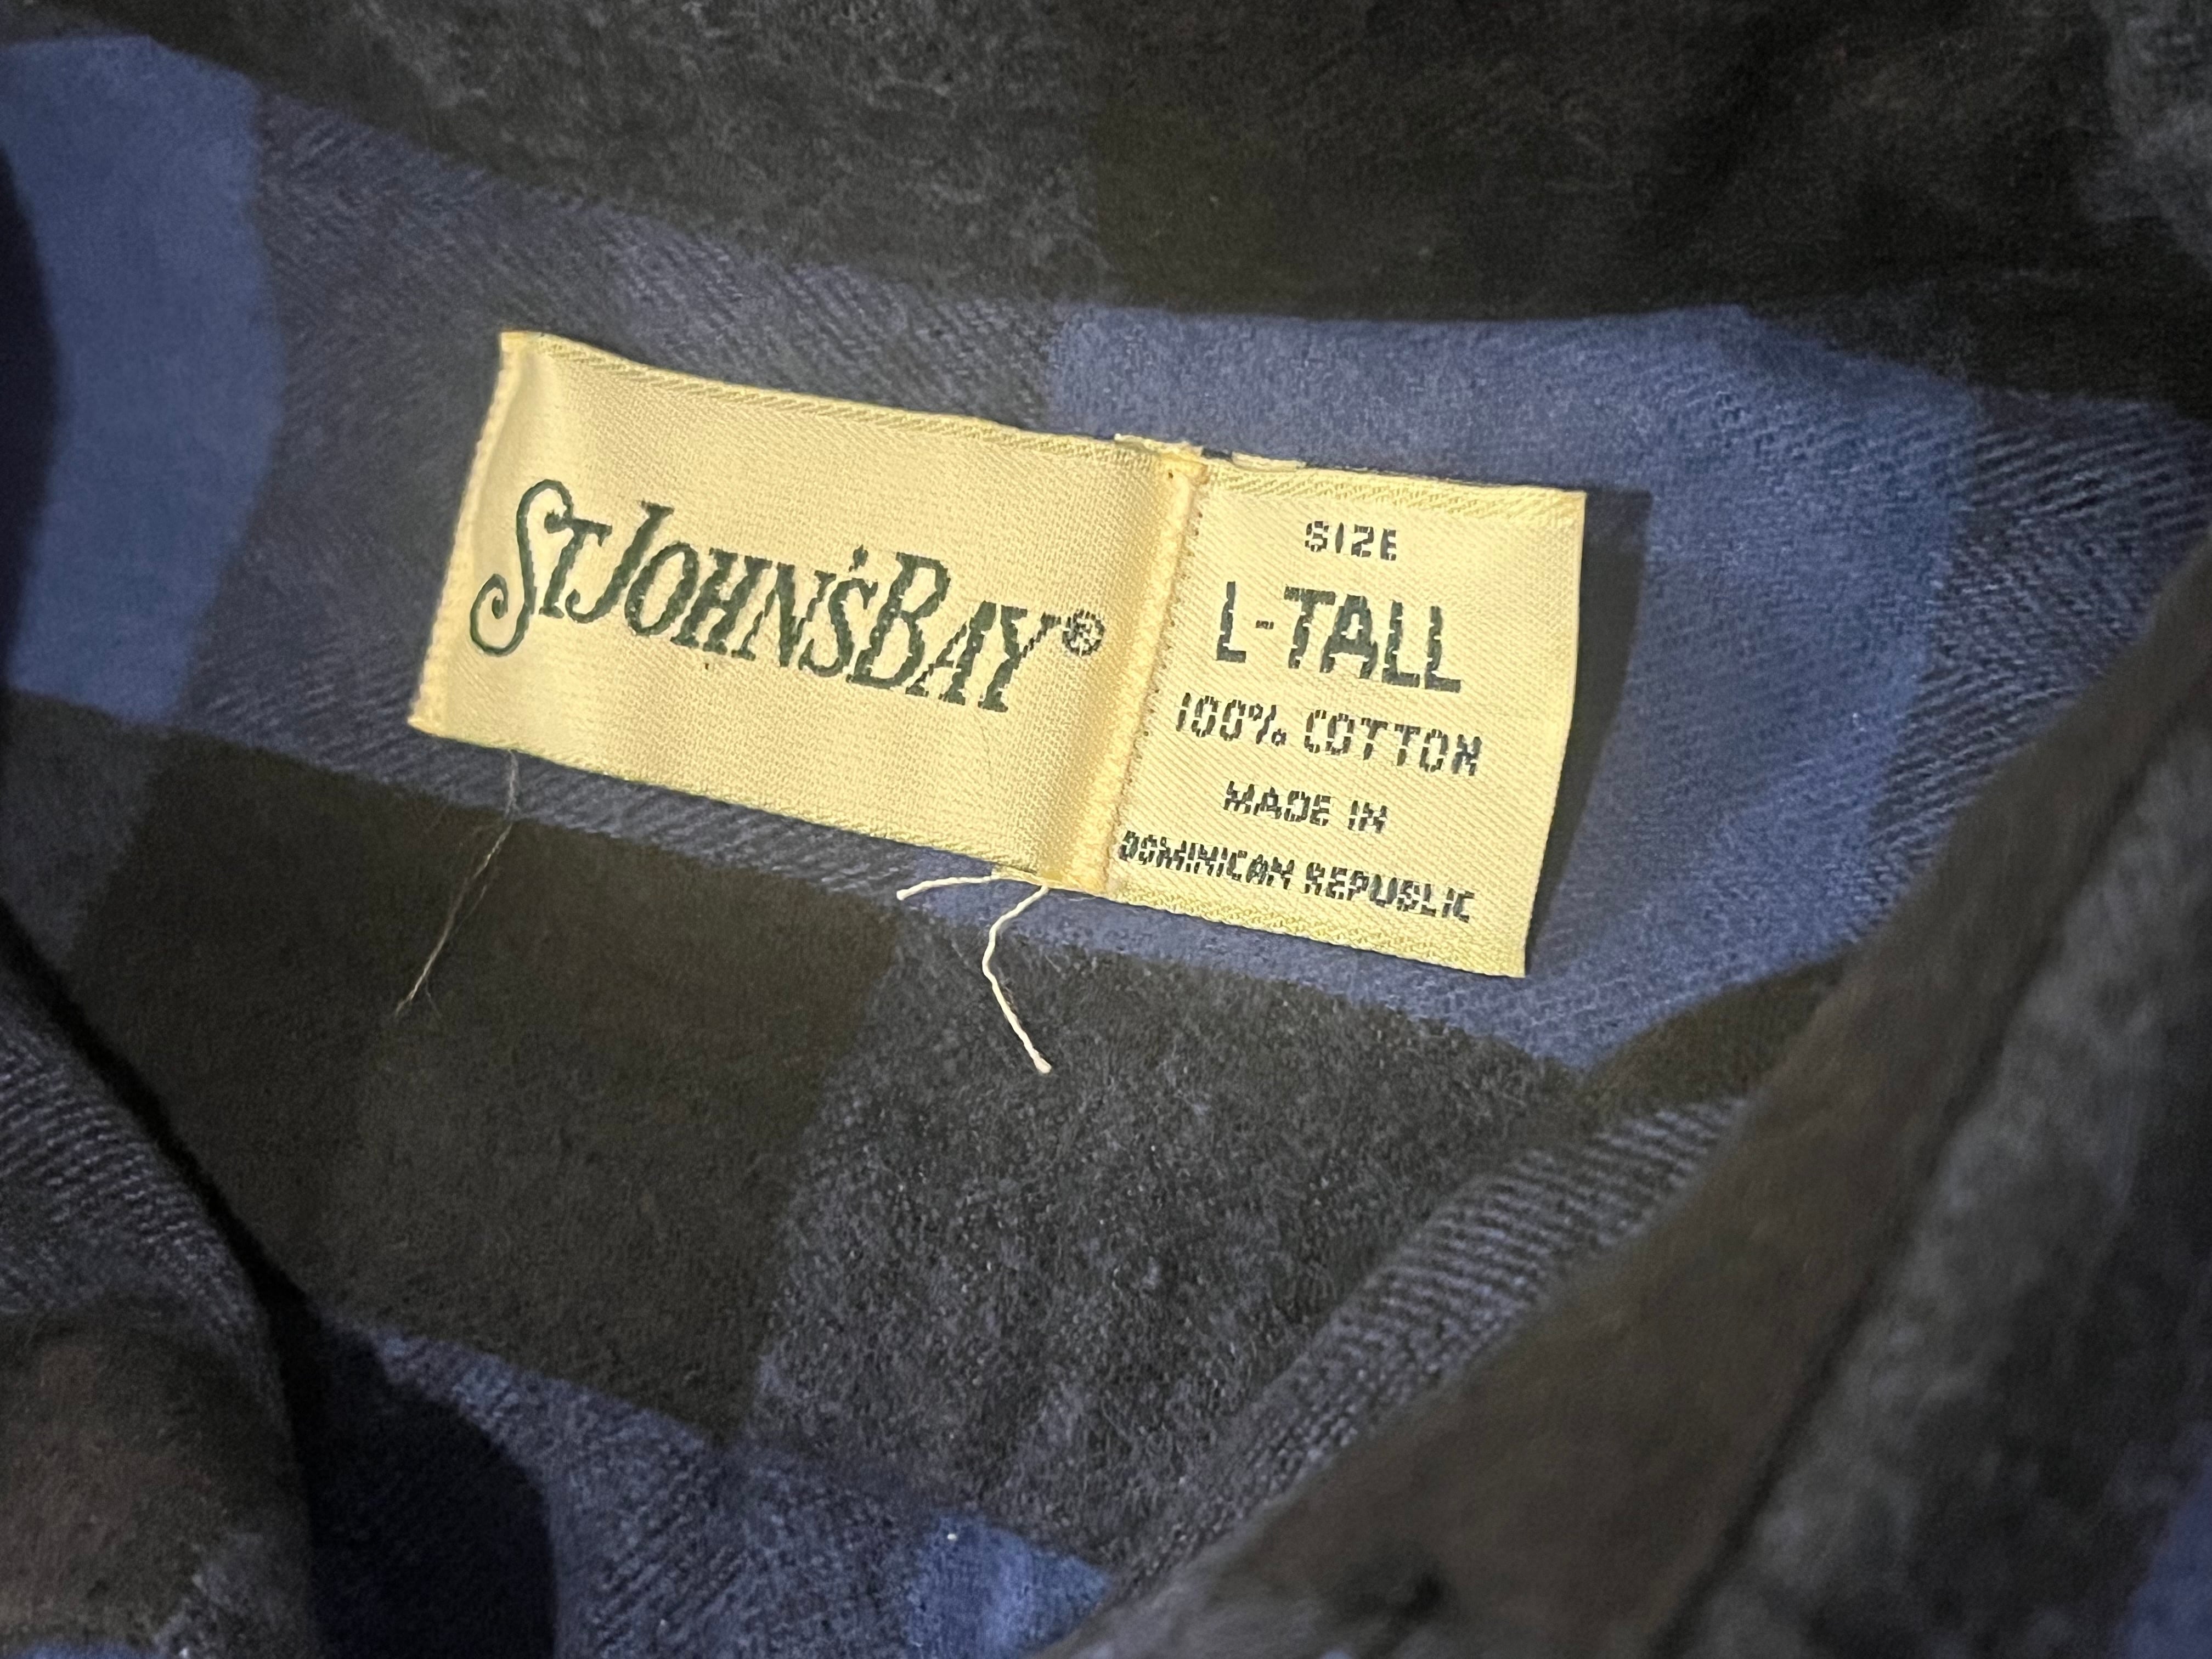 St John's Bay®
SIZE
L-TALL
100% COTTON
MADE IN
DOMINICAN REPUBLIC